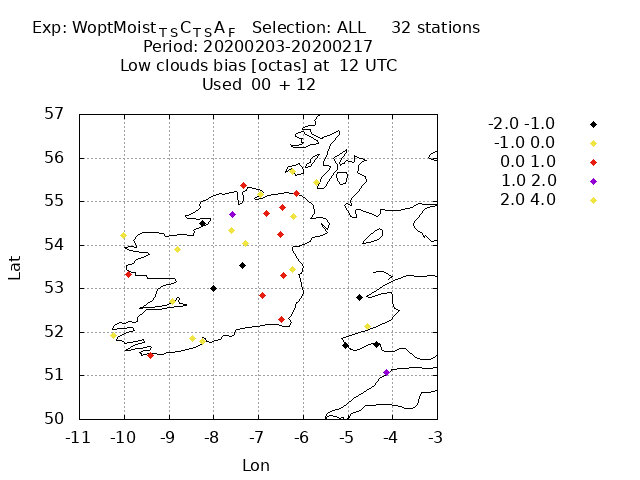 Exp: WoptMoist_TSC_TSA_F   Selection: ALL     32 stations
Period: 20200203-20200217
Low clouds bias [octas] at  12 UTC
Used  00 + 12
-2.0 -1.0
-1.0 0.0
0.0 1.0
1.0 2.0
2.0 4.0
57
56
55
54
53
52
51
50
Lat
-11 -10 -9 -8 -7 -6 -5 -4 -3
Lon